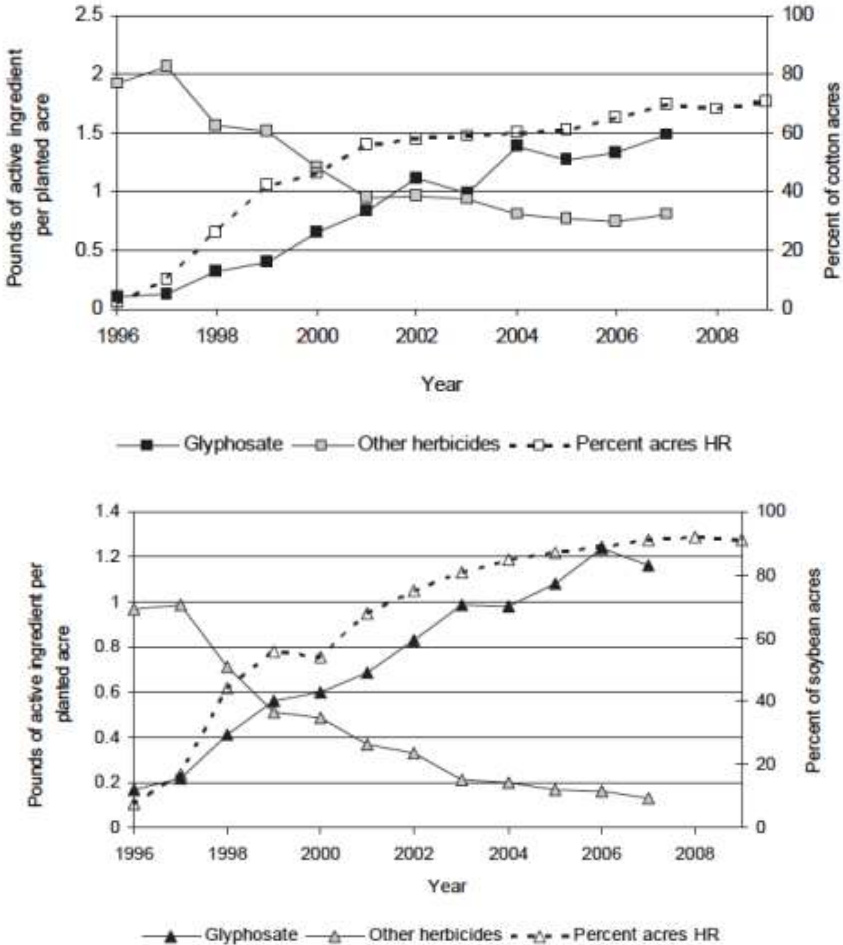 2.5
2
1.5
1
0.5
0
100
80
60
40
20
0
Pounds of active ingredient
per planted acre
Percent of cotton acres
1996 1998 2000 2002 2004 2006 2008
Year
Glyphosate Other herbicides Percent acres HR
1.4
1.2
1
0.8
0.6
0.4
0.2
0
100
80
60
40
20
0
Pounds of active ingredient per
planted acre
Percent of soybean acres
1996 1998 2000 2002 2004 2006 2008
Year
Glyphosate Other herbicides Percent acres HR